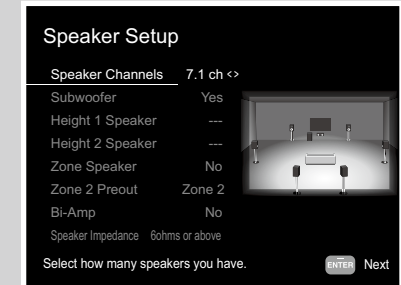 Speaker Setup
Speaker Channels 7.1 ch <>
Subwoofer Yes
Height 1 Speaker ---
Height 2 Speaker ---
Zone Speaker No
Zone 2 Preout Zone 2
Bi-Amp No
Speaker Impedance 6ohms or above
Select how many speakers you have.
ENTER Next